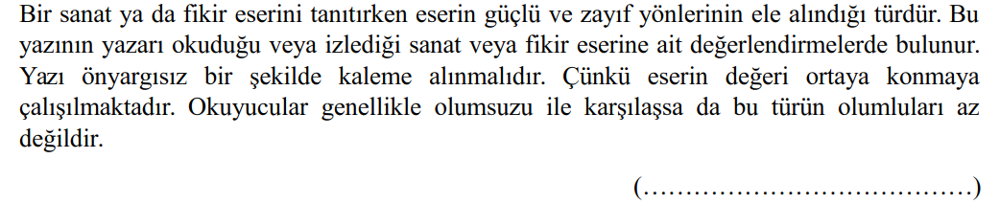 Bir sanat ya da fikir eserini tanıtırken eserin güçlü ve zayıf yönlerinin ele alındığı türdür. Bu
yazının yazarı okuduğu veya izlediği sanat veya fikir eserine ait değerlendirmelerde bulunur.
Yazı önyargısız bir şekilde kaleme alınmalıdır. Çünkü eserin değeri ortaya konmaya
çalışılmaktadır. Okuyucular genellikle olumsuzu ile karşılaşsa da bu türün olumluları az
değildir.
(…………………………………)